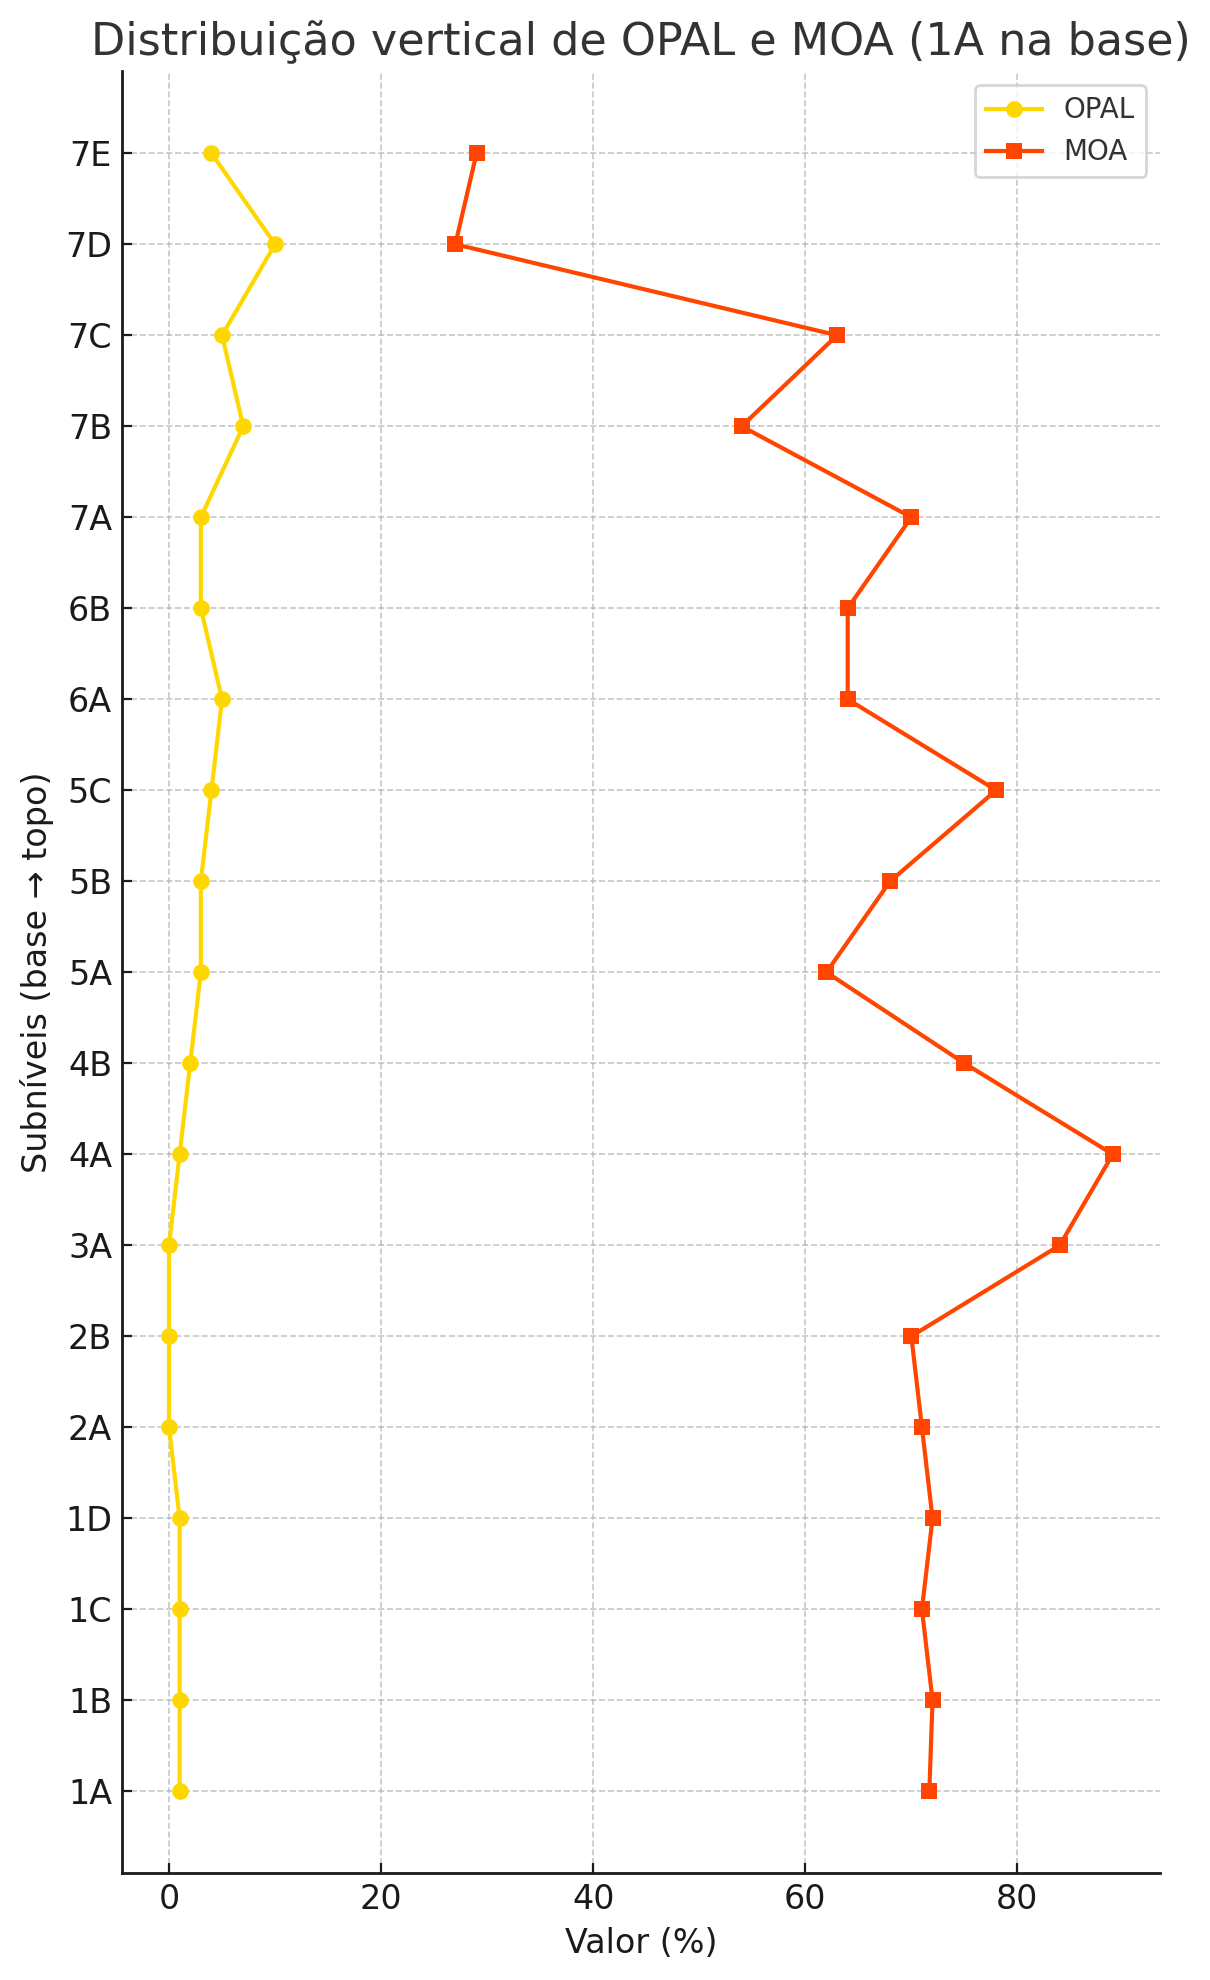 Distribuição vertical de OPAL e MOA (1A na base)
OPAL
MOA
7E
7D
7C
7B
7A
6B
6A
5C
5B
5A
4B
4A
3A
2B
2A
1D
1C
1B
1A
Subníveis (base → topo)
0 20 40 60 80
Valor (%)